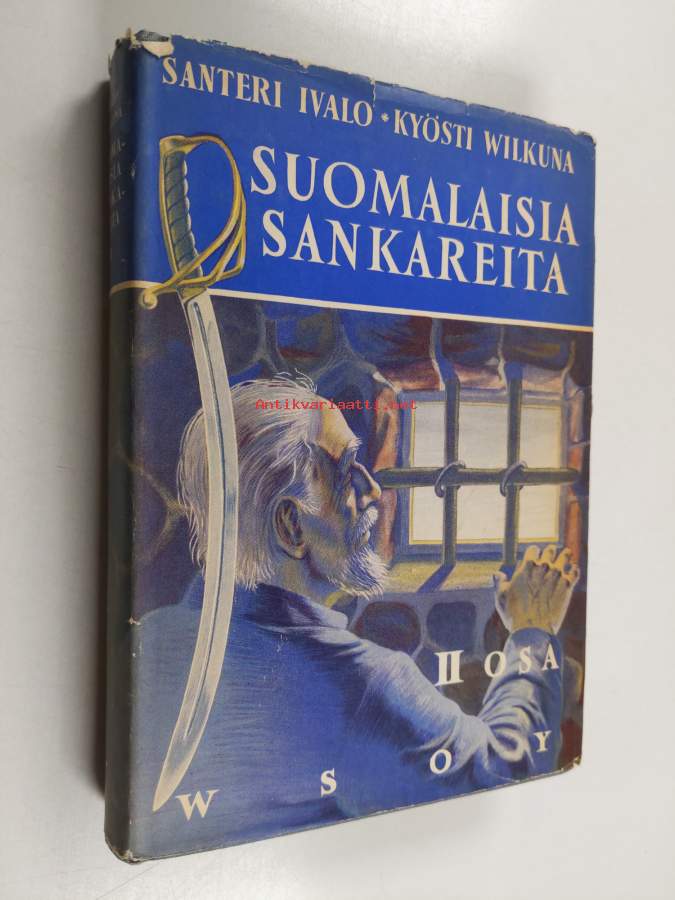 SANTERI IVALO * KYÖSTI WILKUNA
SUOMALAISIA
SANKAREITA
Antikvariaatti.net
II OSA
W S O Y